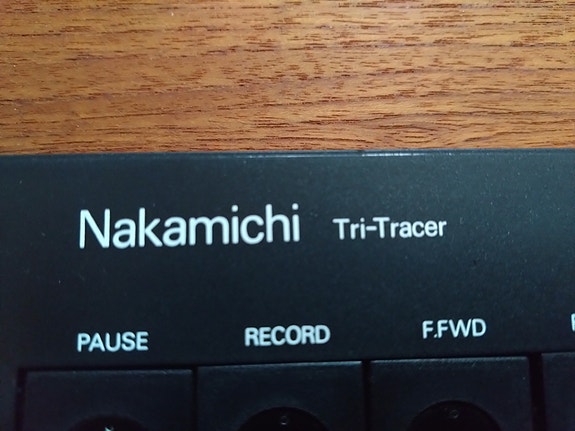 Nakamichi Tri-Tracer
PAUSE RECORD F.FWD